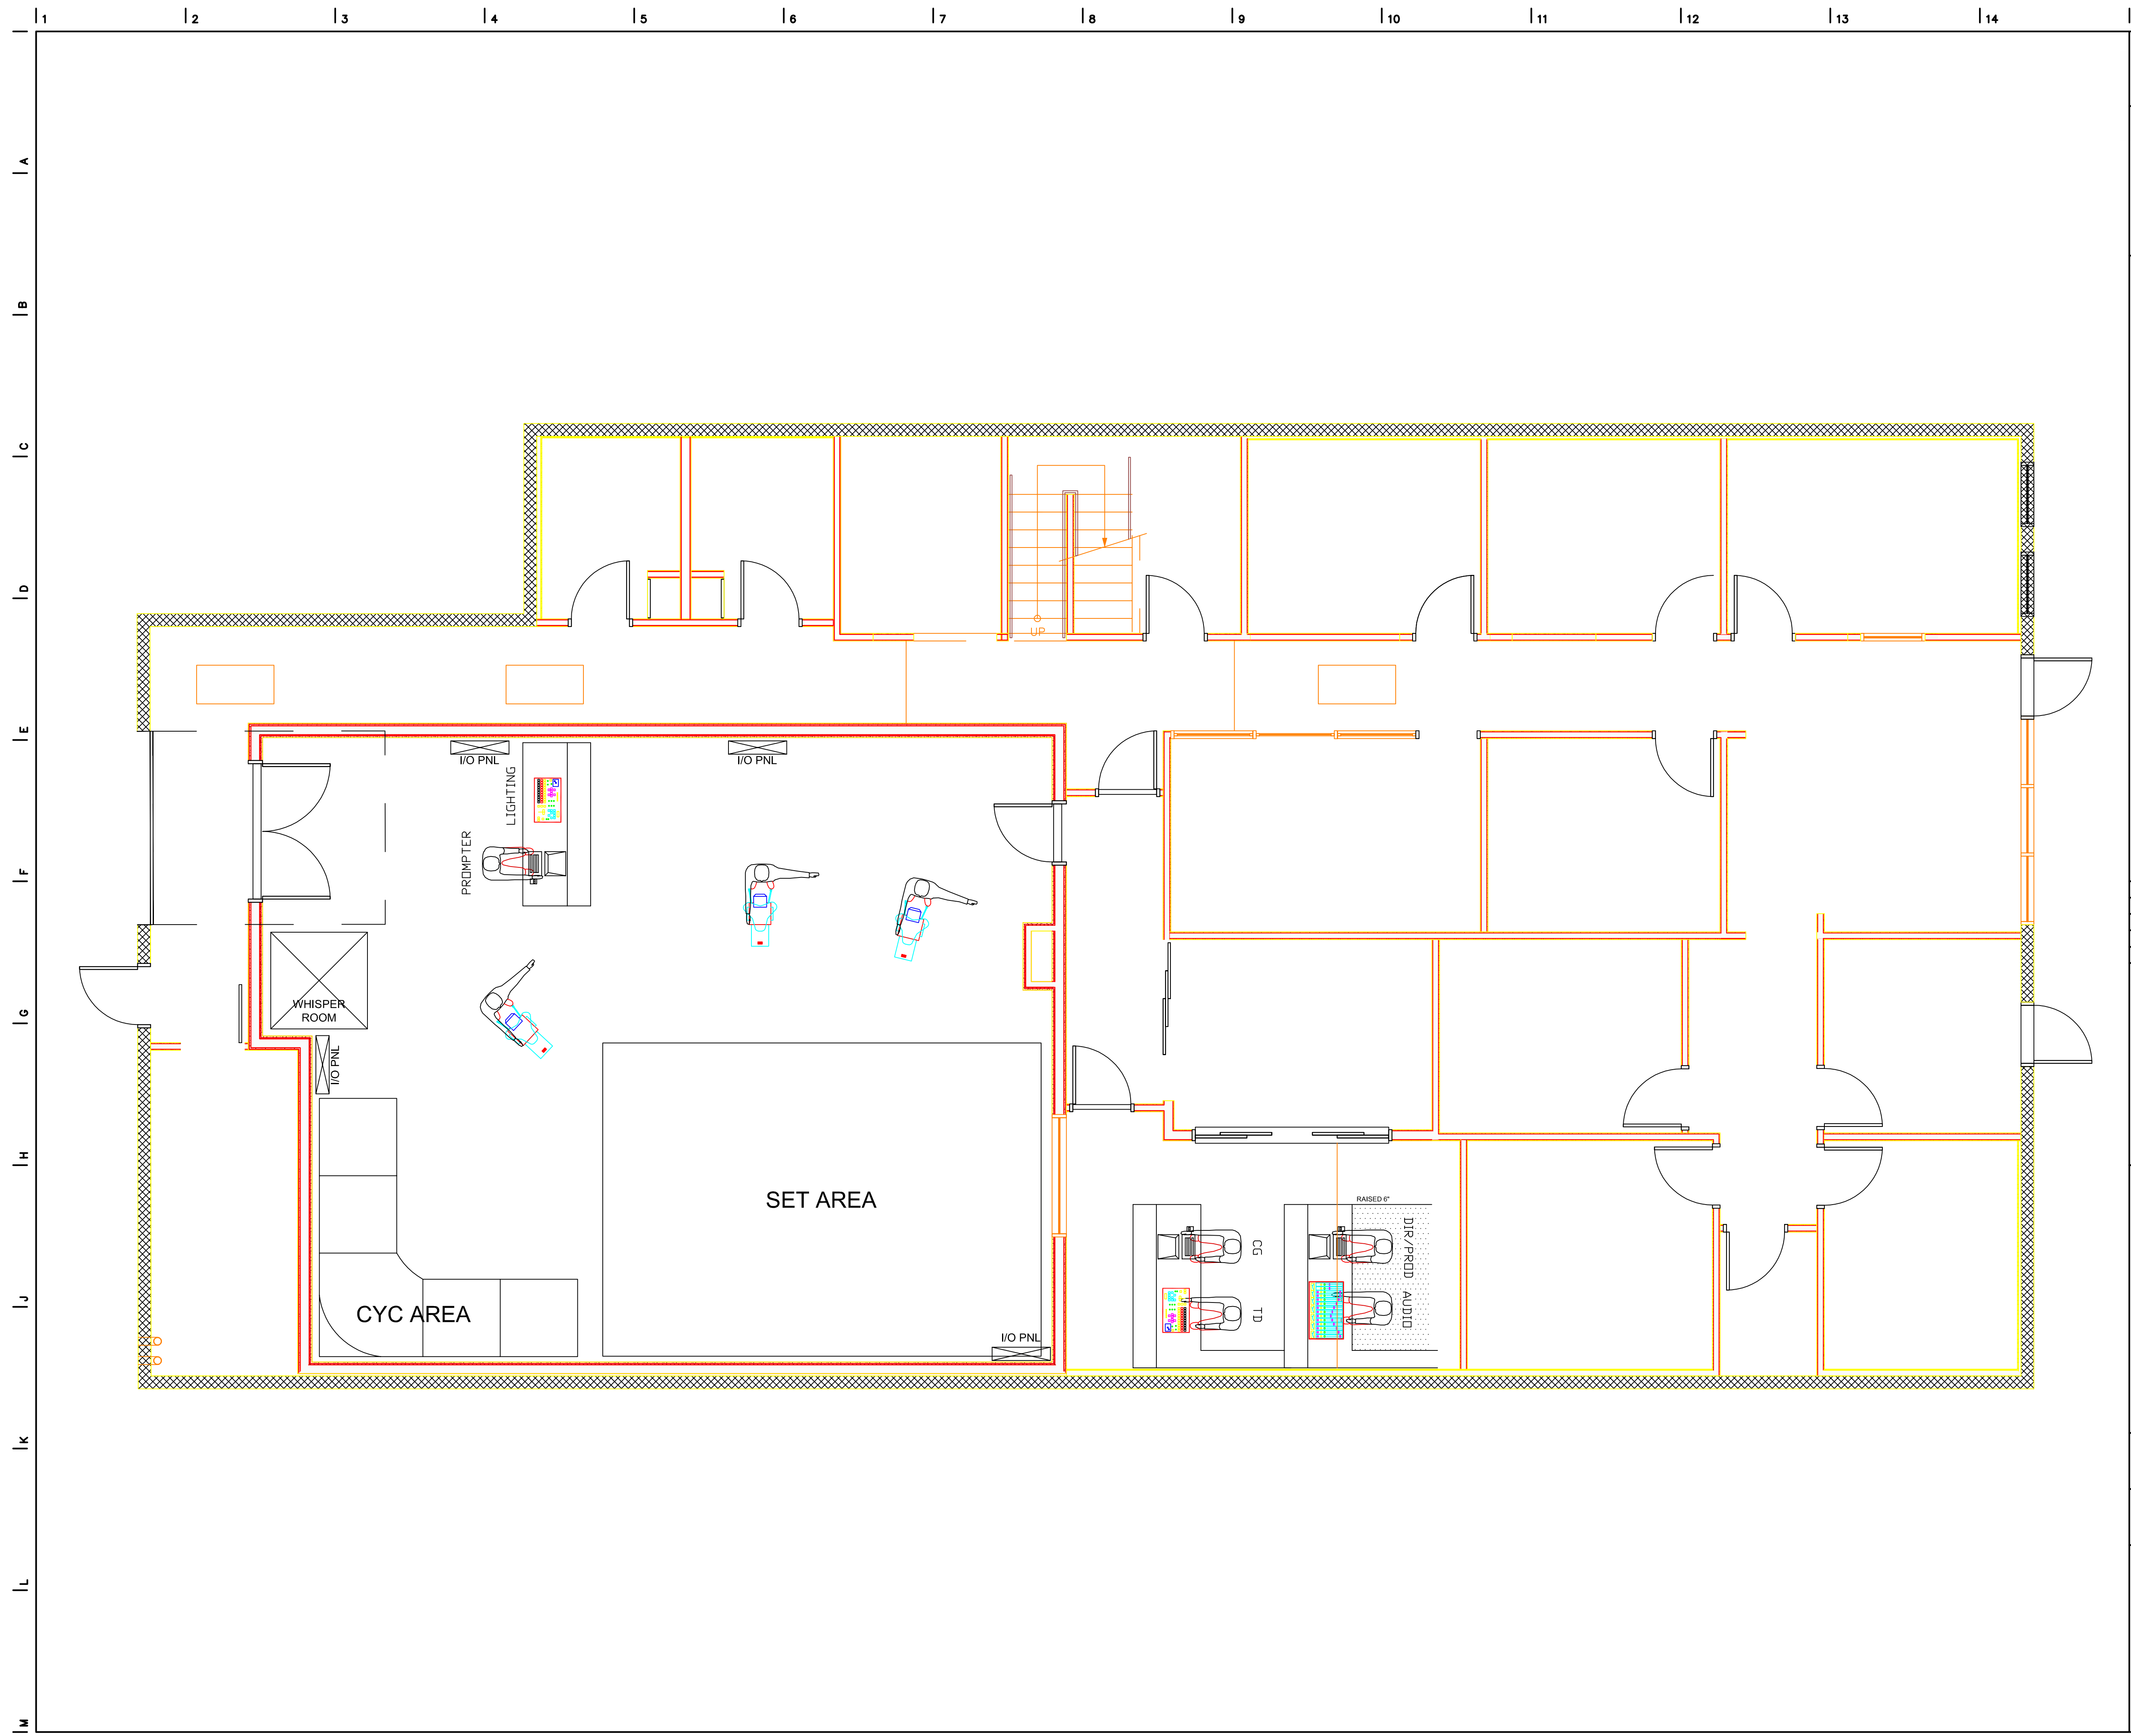 1 2 3 4 5 6 7 8 9 10 11 12 13 14
A
B
C
D
UP
E
I/O PNL
I/O PNL
LIGHTING
PROMPTER
F
WHISPER
ROOM
G
I/O PNL
H
SET AREA
RAISED 6"
CG
DIR/PROD
J
CYC AREA
TD
AUDIO
I/O PNL
K
L
M